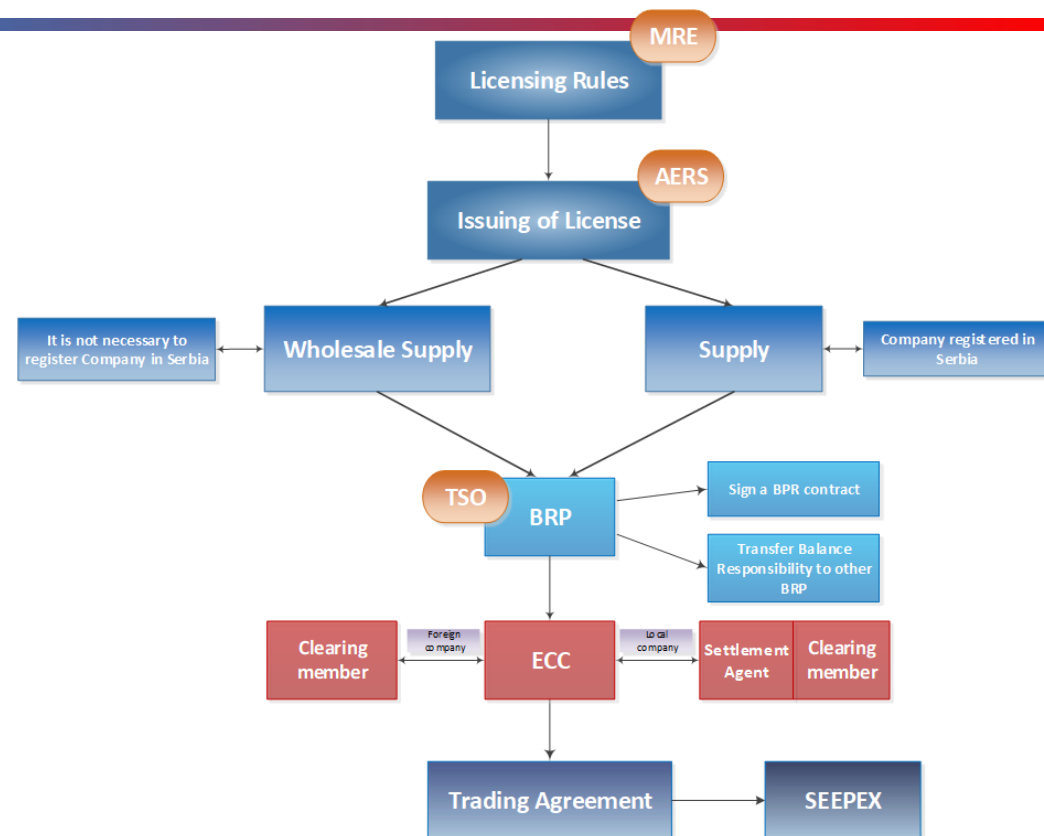 MRE
Licensing Rules
AERS
Issuing of License
It is not necessary to
register Company in Serbia
Wholesale Supply
Supply
Company registered in
Serbia
TSO
BRP
Sign a BPR contract
Transfer Balance
Responsibility to other
BRP
Clearing
member
Foreign
company
ECC
Local
company
Settlement
Agent
Clearing
member
Trading Agreement
SEEPEX